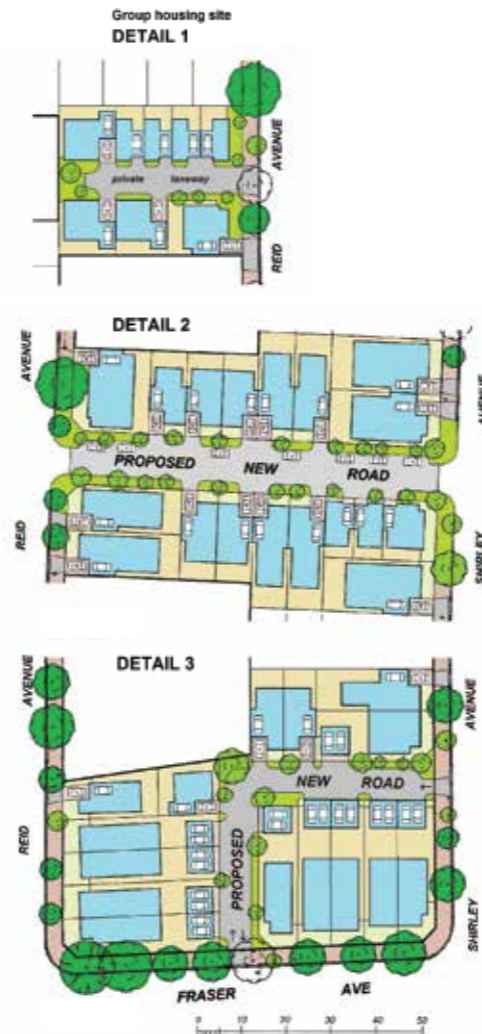 Group housing site
DETAIL 1
AVENUE
private laneway
REID
DETAIL 2
AVENUE
AVENUE
PROPOSED NEW ROAD
REID
SHIRLEY
DETAIL 3
AVENUE
AVENUE
NEW ROAD
REID
PROPOSED
SHIRLEY
FRASER AVE
0 10 20 30 40 50